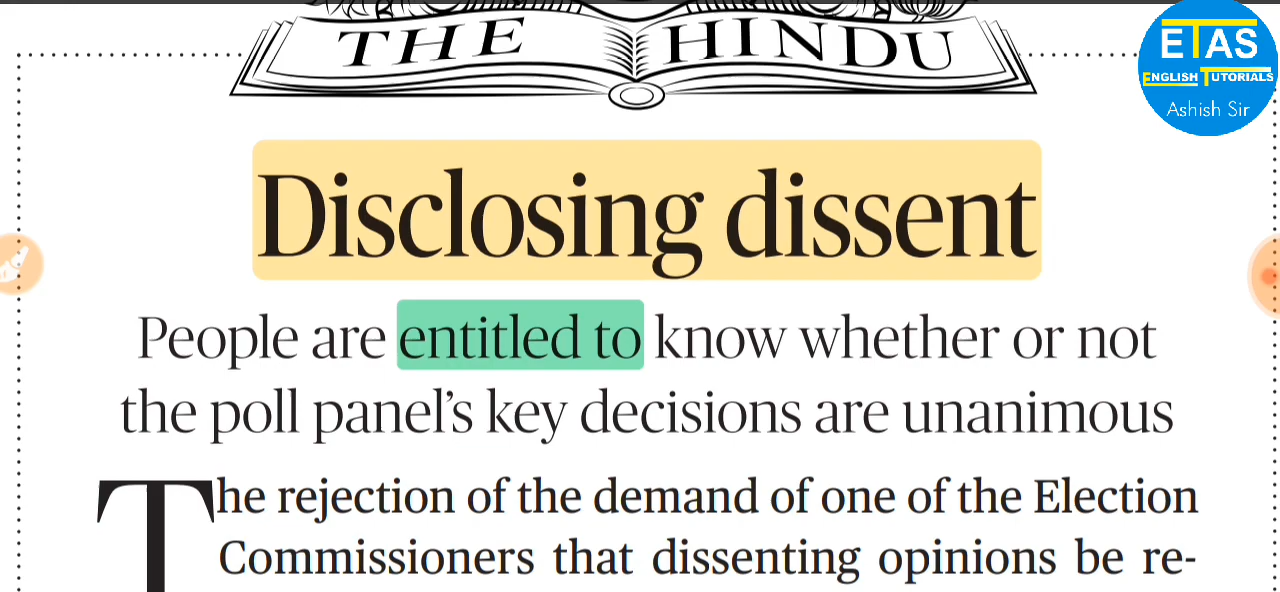 THE HINDU
ETAS
ENGLISH TUTORIALS
Ashish Sir
Disclosing dissent
People are entitled to know whether or not
the poll panel’s key decisions are unanimous
The rejection of the demand of one of the Election
Commissioners that dissenting opinions be re-